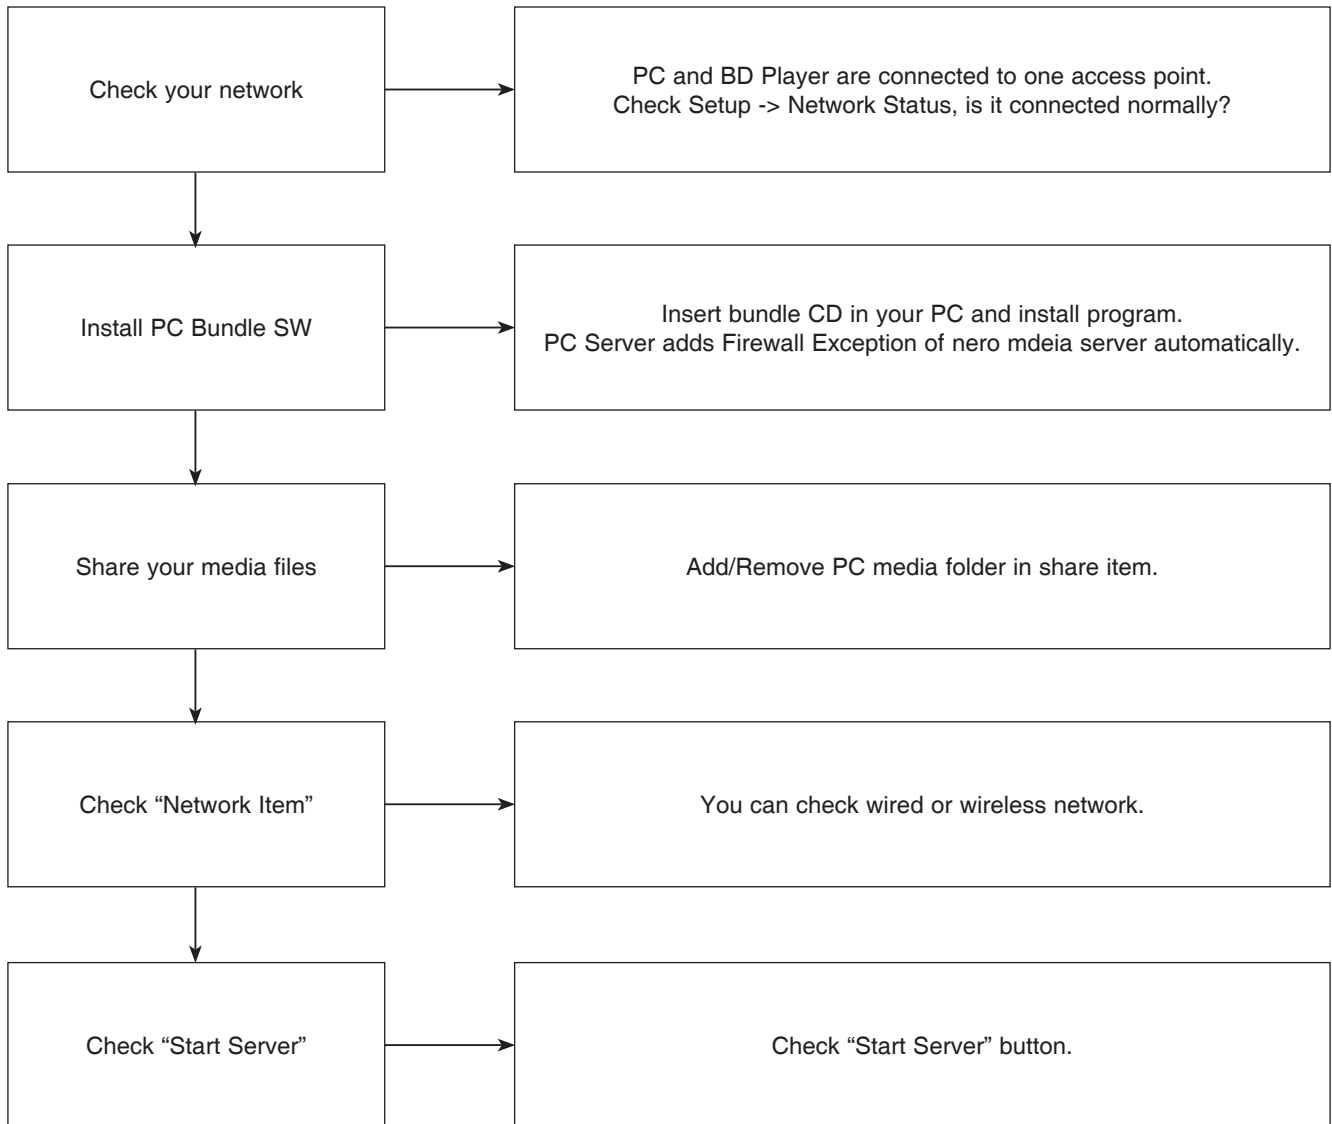 Check your network
PC and BD Player are connected to one access point.
Check Setup -> Network Status, is it connected normally?
Install PC Bundle SW
Insert bundle CD in your PC and install program.
PC Server adds Firewall Exception of nero mdeia server automatically.
Share your media files
Add/Remove PC media folder in share item.
Check “Network Item”
You can check wired or wireless network.
Check “Start Server”
Check “Start Server” button.